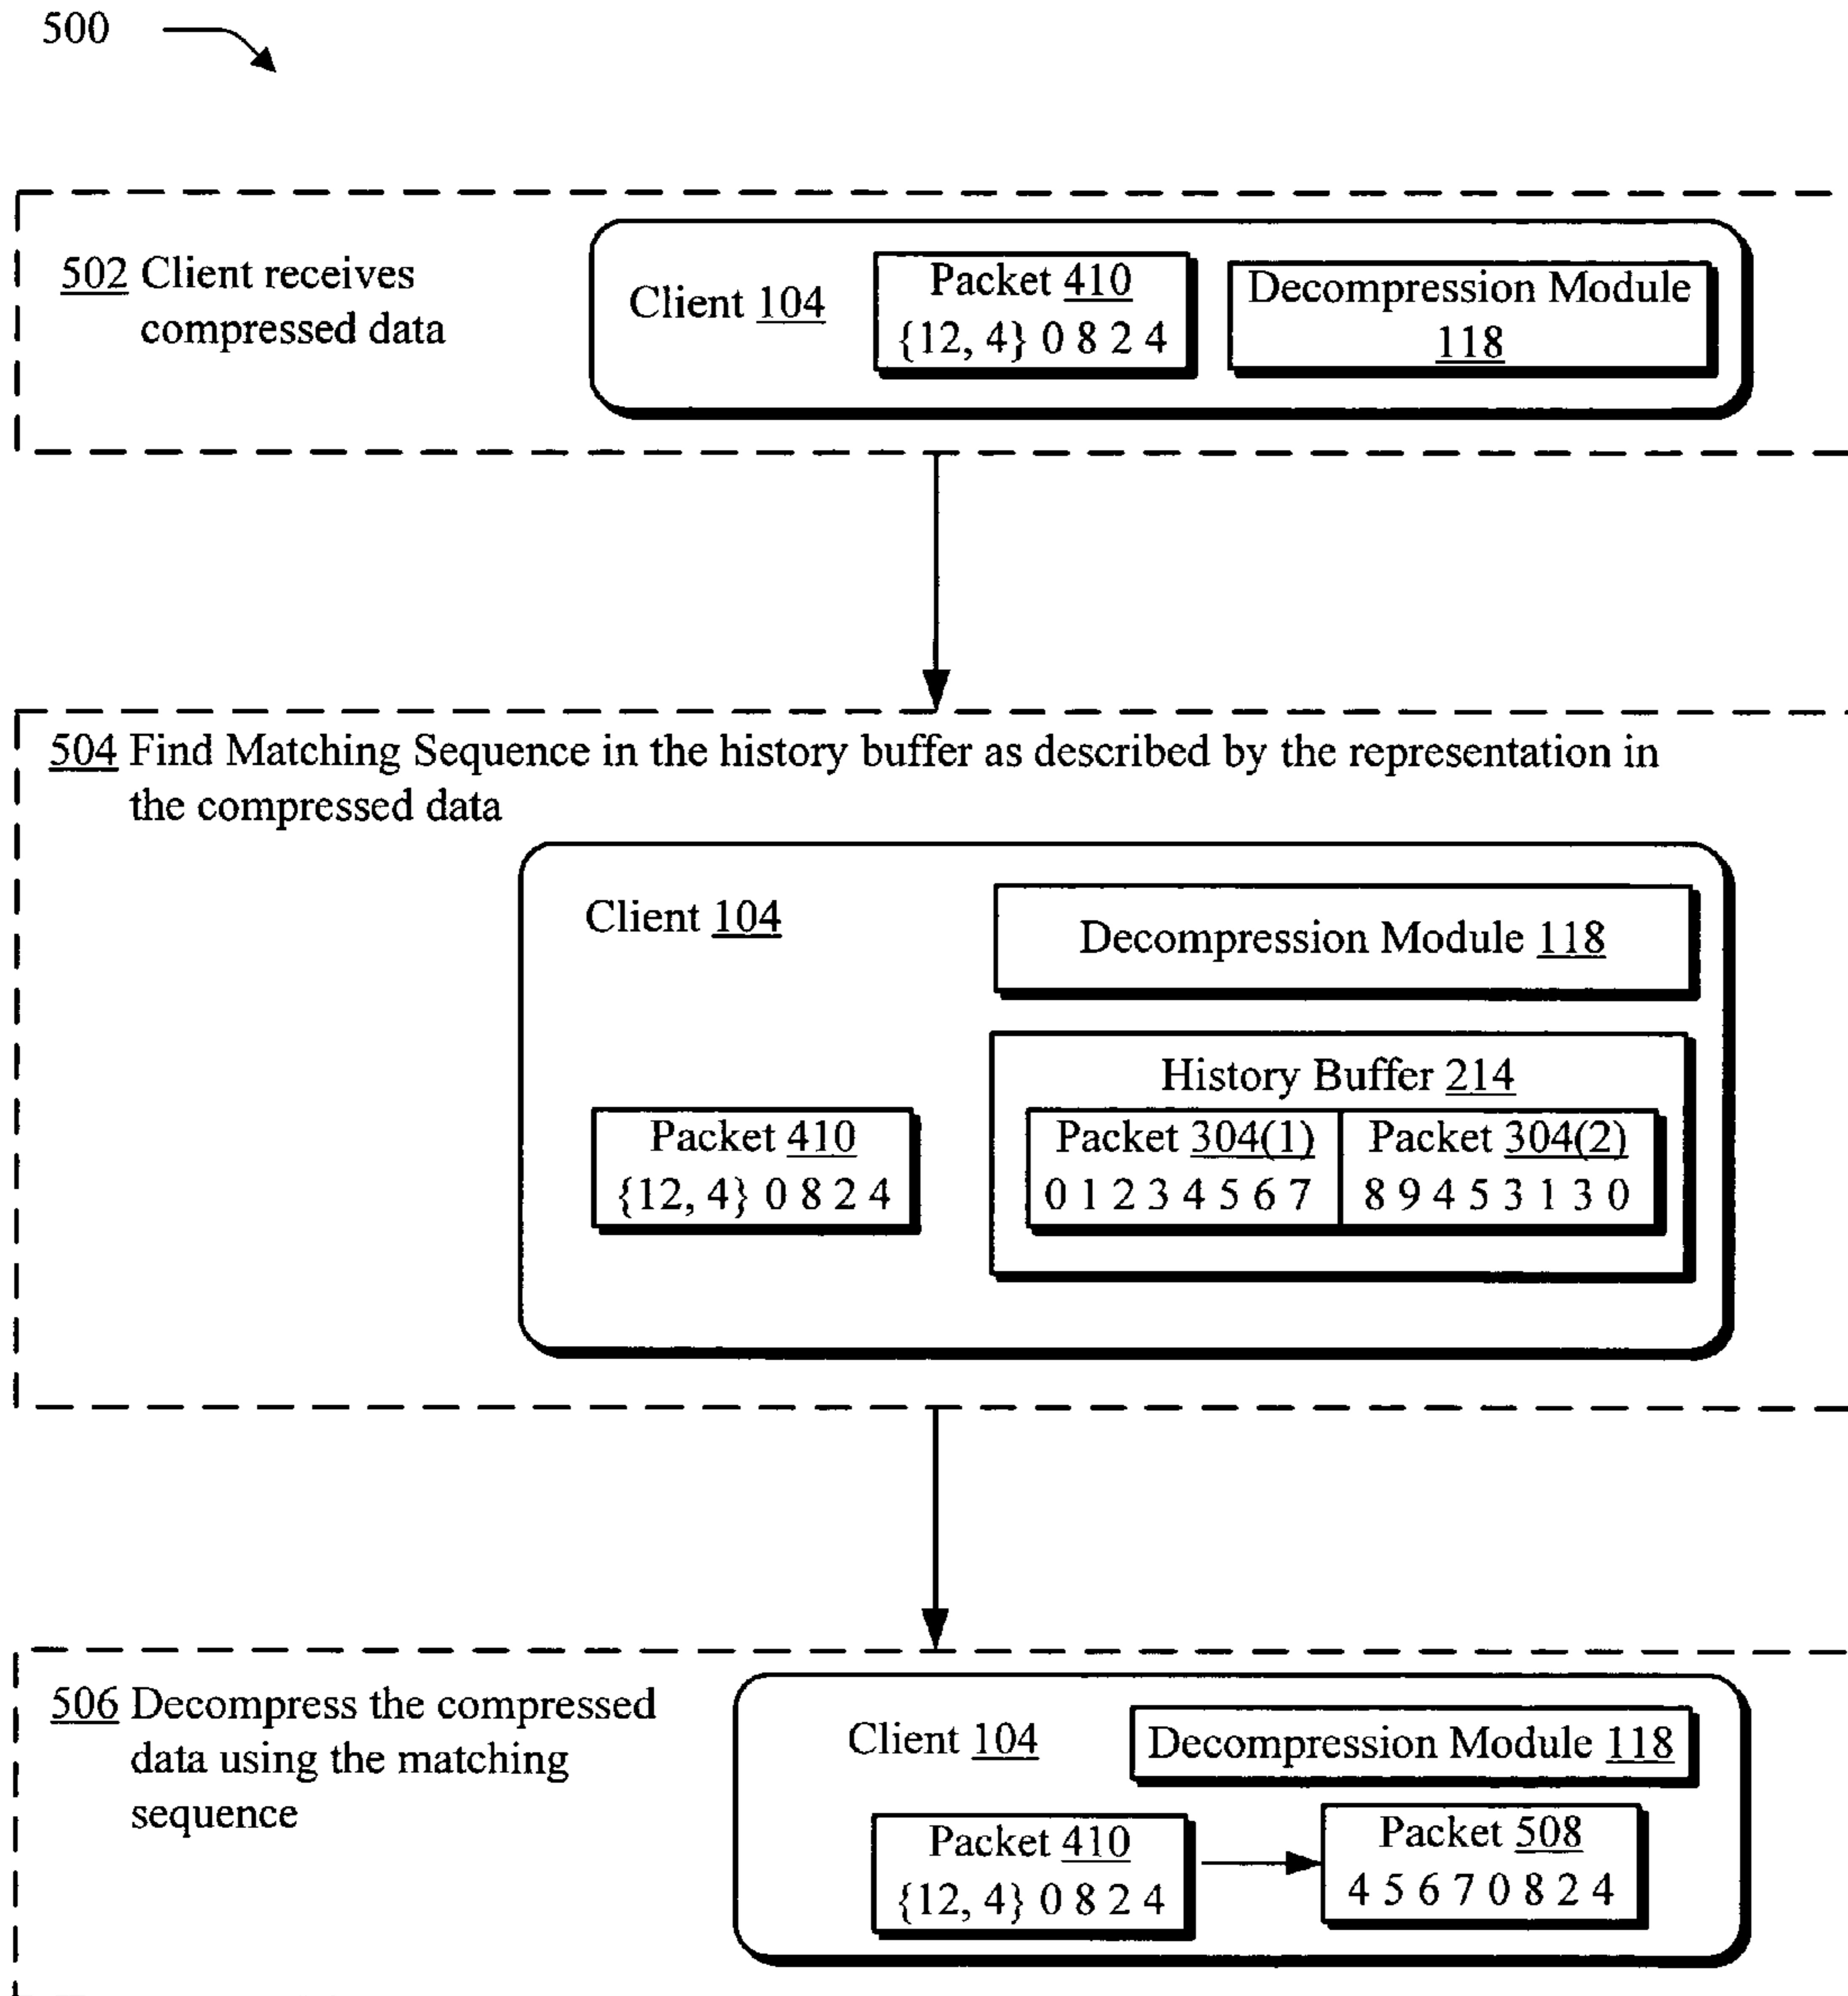 500
502 Client receives
compressed data
Client 104
Packet 410
{12, 4} 0 8 2 4
Decompression Module
118
504 Find Matching Sequence in the history buffer as described by the representation in
the compressed data
Client 104
Decompression Module 118
History Buffer 214
Packet 410
{12, 4} 0 8 2 4
Packet 304(1)
0 1 2 3 4 5 6 7
Packet 304(2)
8 9 4 5 3 1 3 0
506 Decompress the compressed
data using the matching
sequence
Client 104
Decompression Module 118
Packet 410
{12, 4} 0 8 2 4
Packet 508
4 5 6 7 0 8 2 4